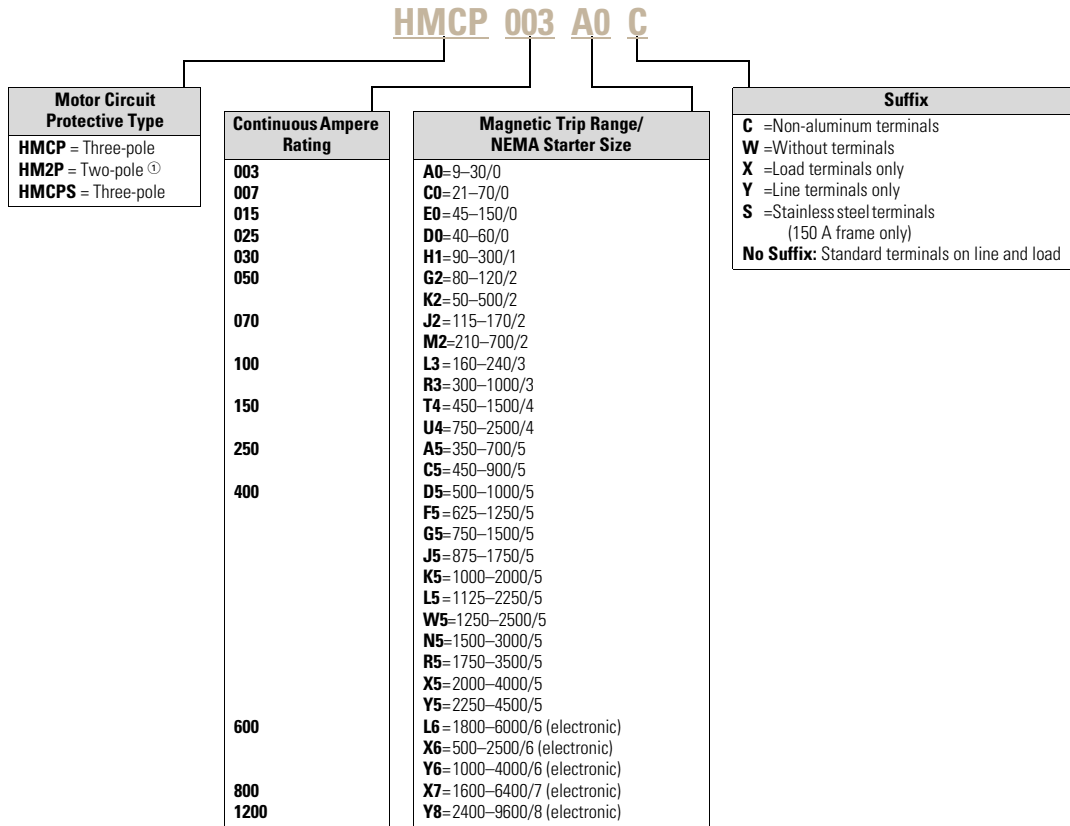 HMCP 003 A0 C
Motor Circuit
Protective Type
HMCP = Three-pole
HM2P = Two-pole ①
HMCPS = Three-pole
Continuous Ampere
Rating
003
007
015
025
030
050
070
100
150
250
400
600
800
1200
Magnetic Trip Range/
NEMA Starter Size
A0=9–30/0
C0=21–70/0
E0=45–150/0
D0=40–60/0
H1=90–300/1
G2=80–120/2
K2=50–500/2
J2=115–170/2
M2=210–700/2
L3=160–240/3
R3=300–1000/3
T4=450–1500/4
U4=750–2500/4
A5=350–700/5
C5=450–900/5
D5=500–1000/5
F5=625–1250/5
G5=750–1500/5
J5=875–1750/5
K5=1000–2000/5
L5=1125–2250/5
W5=1250–2500/5
N5=1500–3000/5
R5=1750–3500/5
X5=2000–4000/5
Y5=2250–4500/5
L6=1800–6000/6 (electronic)
X6=500–2500/6 (electronic)
Y6=1000–4000/6 (electronic)
X7=1600–6400/7 (electronic)
Y8=2400–9600/8 (electronic)
Suffix
C =Non-aluminum terminals
W =Without terminals
X =Load terminals only
Y =Line terminals only
S =Stainless steel terminals
(150 A frame only)
No Suffix: Standard terminals on line and load